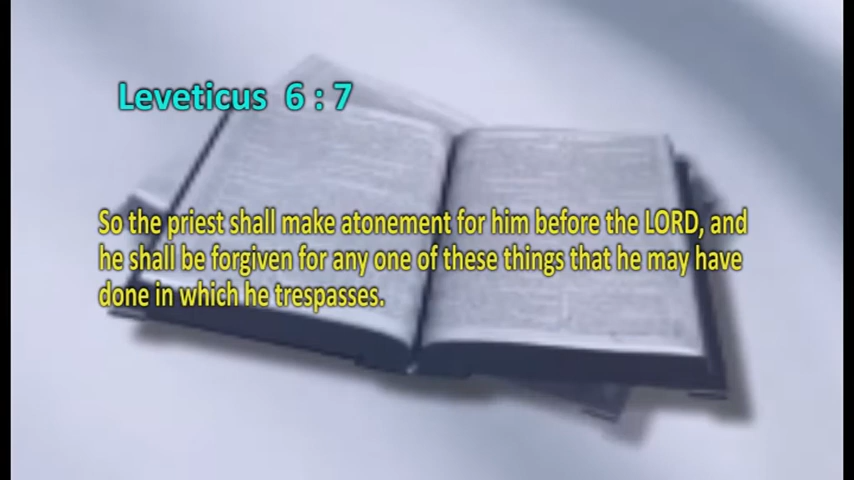 Leveticus 6 : 7
So the priest shall make atonement for him before the LORD, and
he shall be forgiven for any one of these things that he may have
done in which he trespasses.